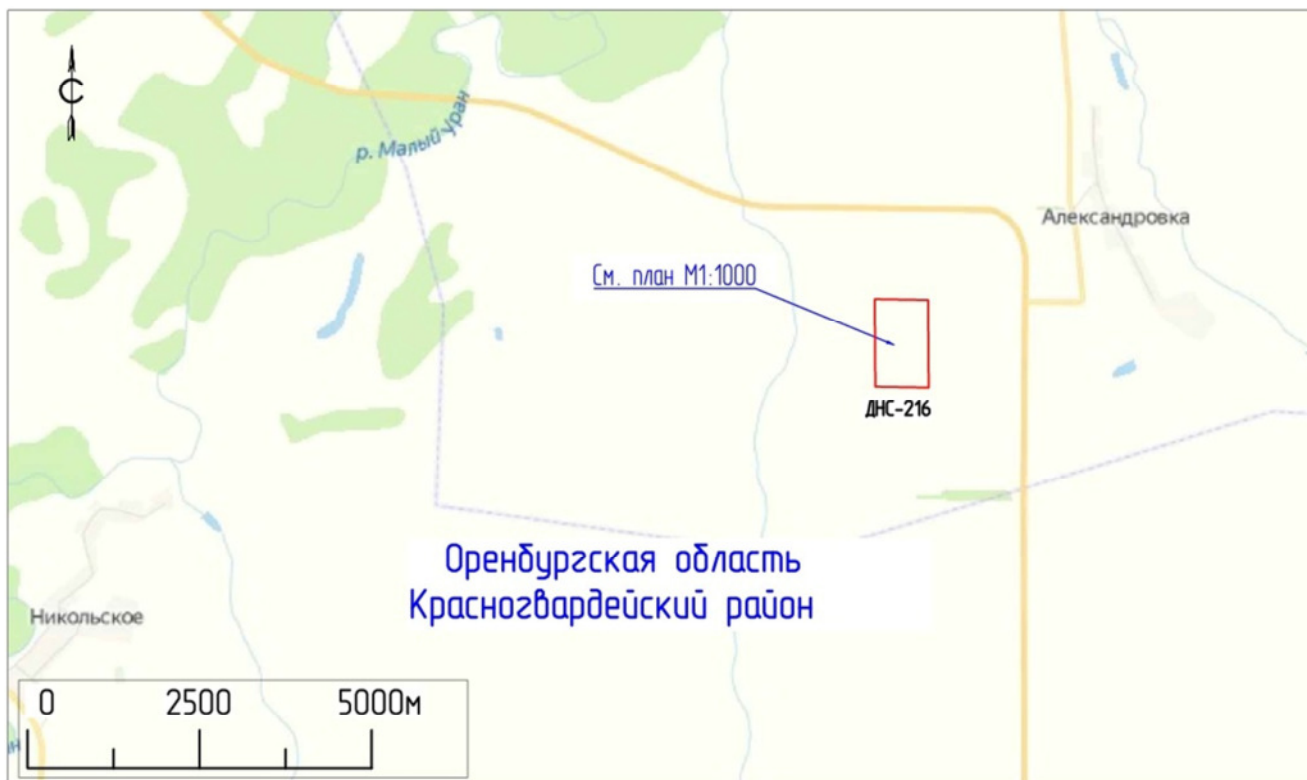 С
р. Малый Уран
Александровка
См. план М1:1000
ДНС-216
Оренбургская область
Красногвардейский район
Никольское
0 2500 5000м